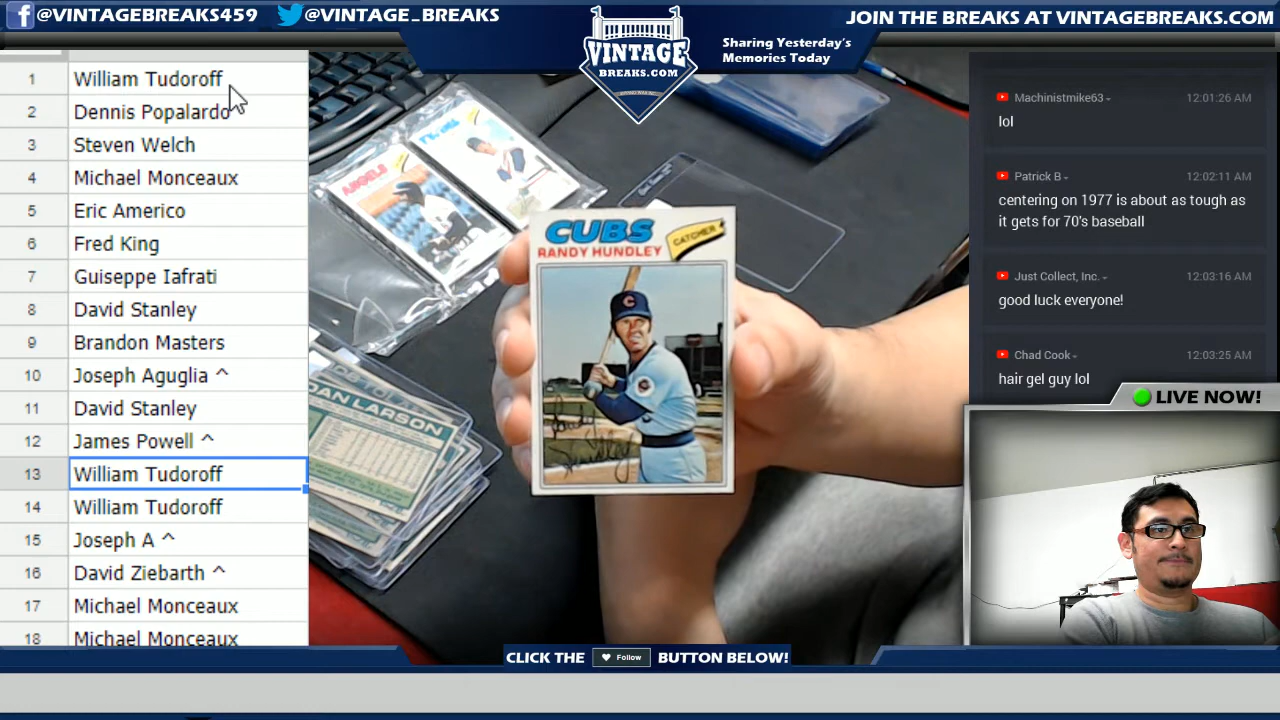 @VINTAGEBREAKS459 @VINTAGE_BREAKS
VINTAGE
BREAKS.COM
Sharing Yesterday's
Memories Today
JOIN THE BREAKS AT VINTAGEBREAKS.COM
1 William Tudoroff
2 Dennis Popalardo
3 Steven Welch
4 Michael Monceaux
5 Eric Americo
6 Fred King
7 Guiseppe Iafrati
8 David Stanley
9 Brandon Masters
10 Joseph Aguglia ^
11 David Stanley
12 James Powell ^
13 William Tudoroff
14 William Tudoroff
15 Joseph A ^
16 David Ziebarth ^
17 Michael Monceaux
18 Michael Monceaux
ANGELS
CUBS
RANDY HUNDLEY
CATCHER
DAN LARSON
Machinistmike63 12:01:26 AM
lol
Patrick B 12:02:11 AM
centering on 1977 is about as tough as
it gets for 70's baseball
Just Collect, Inc. 12:03:16 AM
good luck everyone!
Chad Cook 12:03:25 AM
hair gel guy lol
LIVE NOW!
CLICK THE Follow BUTTON BELOW!